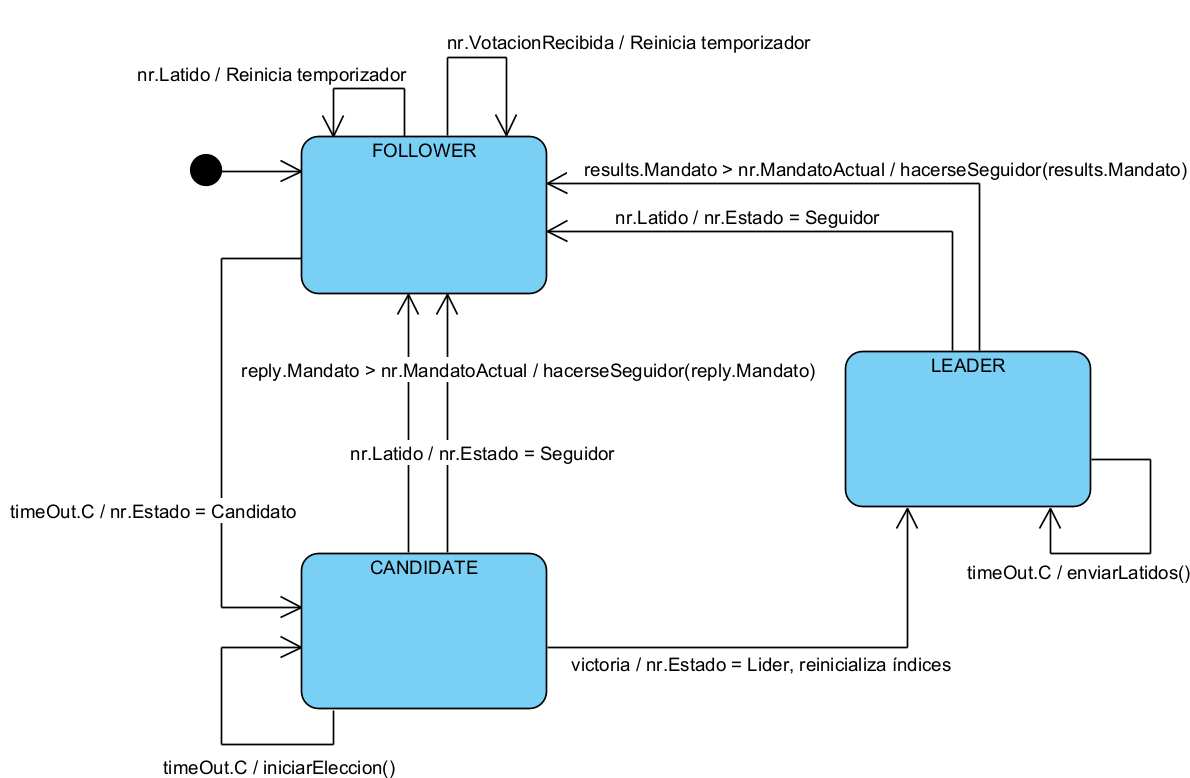 nr.VotacionRecibida / Reinicia temporizador
nr.Latido / Reinicia temporizador
FOLLOWER
results.Mandato > nr.MandatoActual / hacerseSeguidor(results.Mandato)
nr.Latido / nr.Estado = Seguidor
LEADER
reply.Mandato > nr.MandatoActual / hacerseSeguidor(reply.Mandato)
nr.Latido / nr.Estado = Seguidor
timeOut.C / nr.Estado = Candidato
CANDIDATE
timeOut.C / enviarLatidos()
victoria / nr.Estado = Lider, reinicializa índices
timeOut.C / iniciarEleccion()